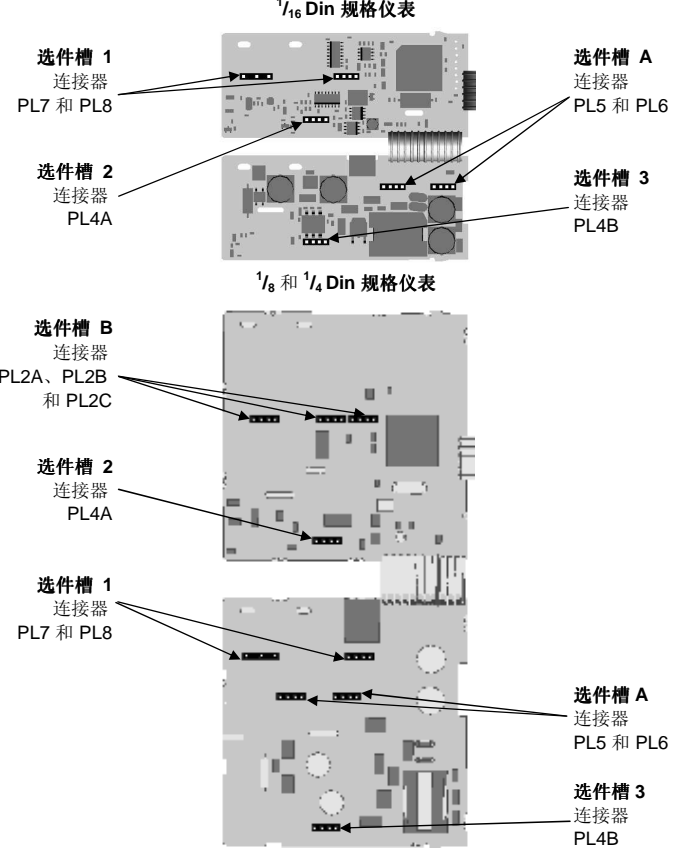 1/16 Din 规格仪表
选件槽 1
连接器
PL7 和 PL8
选件槽 A
连接器
PL5 和 PL6
选件槽 2
连接器
PL4A
选件槽 3
连接器
PL4B
1/8 和 1/4 Din 规格仪表
选件槽 B
连接器
PL2A、PL2B
和 PL2C
选件槽 2
连接器
PL4A
选件槽 1
连接器
PL7 和 PL8
选件槽 A
连接器
PL5 和 PL6
选件槽 3
连接器
PL4B